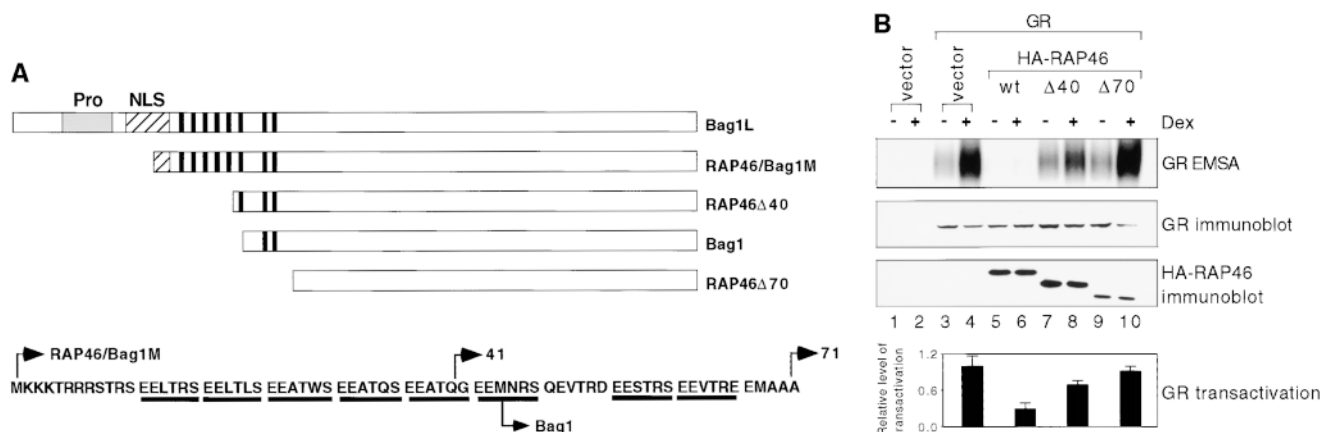 A
Pro NLS
Bag1L
RAP46/Bag1M
RAP46Δ40
Bag1
RAP46Δ70
RAP46/Bag1M 41 71
MKKKTRRRSTRS EELTRS EELTLS EEATWS EEATQS EEATQG EEMNRS QEVTRD EESTRS EEVTRE EMAAA
Bag1
B
GR
HA-RAP46
vector vector wt Δ40 Δ70
- + - + - + - + - + Dex
GR EMSA
GR immunoblot
HA-RAP46
immunoblot
1 2 3 4 5 6 7 8 9 10
Relative level of
transactivation
1.2
0.6
0.0
GR transactivation